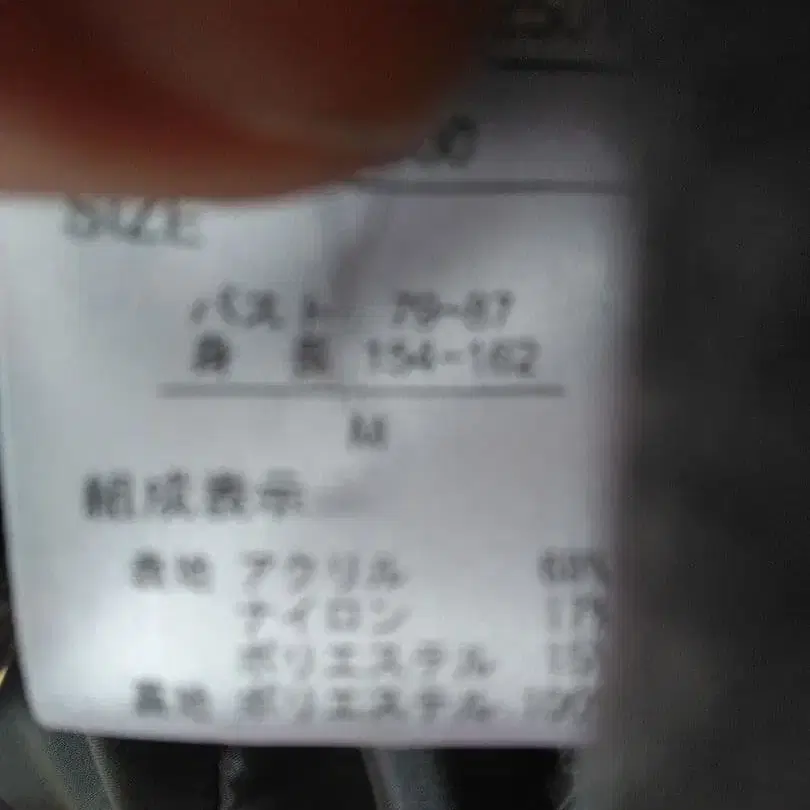 SIZE
バスト 79-87
身長 154-162
M
組成表示
表地 アクリル
ナイロン 17%
ポリエステル
裏地 ポリエステル 100%